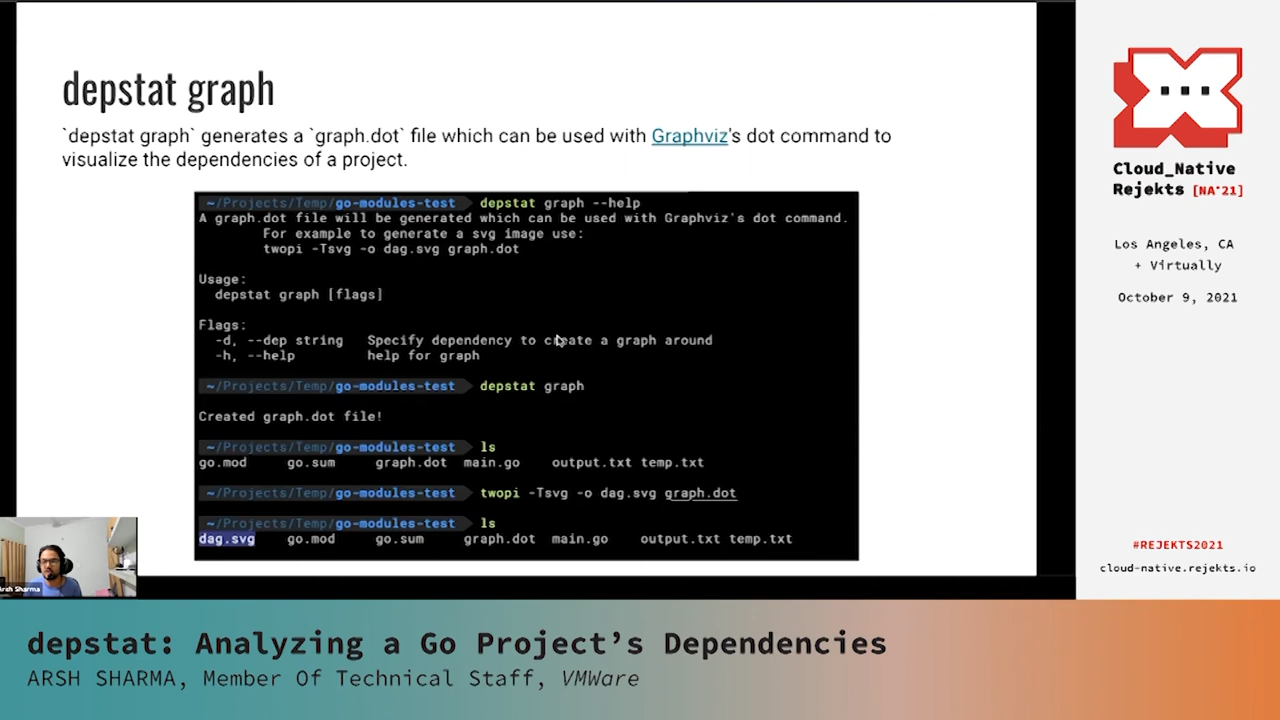 depstat graph
`depstat graph` generates a `graph.dot` file which can be used with Graphviz's dot command to
visualize the dependencies of a project.
~/Projects/Temp/go-modules-test depstat graph --help
A graph.dot file will be generated which can be used with Graphviz's dot command.
For example to generate a svg image use:
twopi -Tsvg -o dag.svg graph.dot
Usage:
depstat graph [flags]
Flags:
-d, --dep string Specify dependency to create a graph around
-h, --help help for graph
~/Projects/Temp/go-modules-test depstat graph
Created graph.dot file!
~/Projects/Temp/go-modules-test ls
go.mod go.sum graph.dot main.go output.txt temp.txt
~/Projects/Temp/go-modules-test twopi -Tsvg -o dag.svg graph.dot
~/Projects/Temp/go-modules-test ls
dag.svg go.mod go.sum graph.dot main.go output.txt temp.txt
Arsh Sharma
Cloud_Native
Rejekts [NA'21]
Los Angeles, CA
+ Virtually
October 9, 2021
#REJEKTS2021
cloud-native.rejekts.io
depstat: Analyzing a Go Project’s Dependencies
ARSH SHARMA, Member Of Technical Staff, VMWare